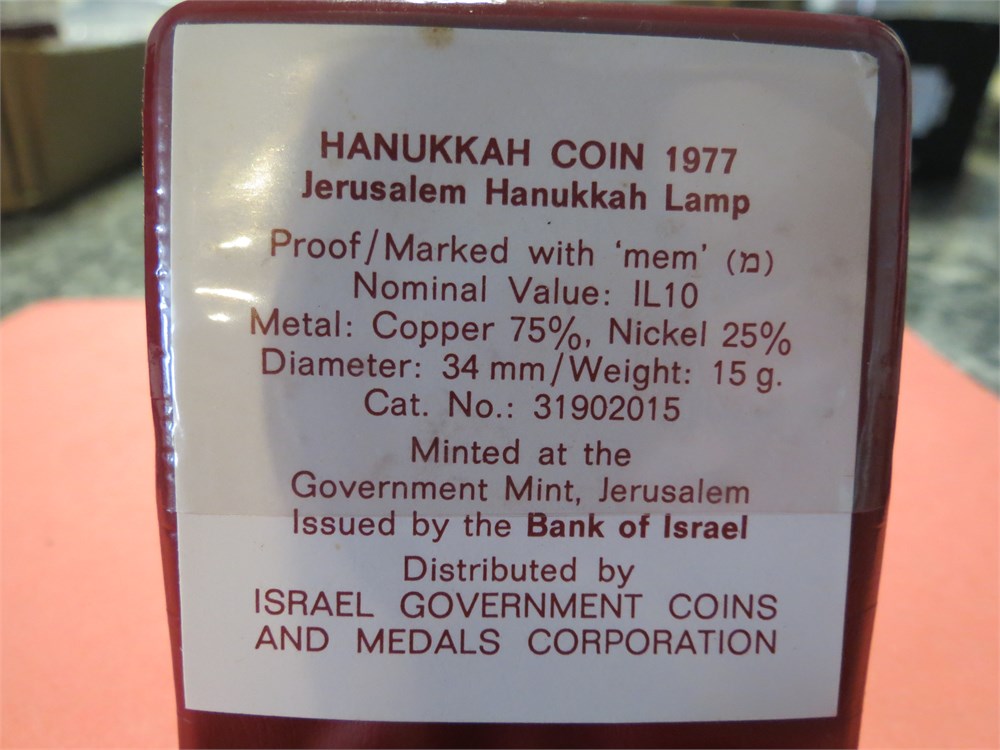 HANUKKAH COIN 1977
Jerusalem Hanukkah Lamp
Proof/Marked with ‘mem’ (מ)
Nominal Value: IL10
Metal: Copper 75%, Nickel 25%
Diameter: 34 mm/Weight: 15 g.
Cat. No.: 31902015
Minted at the
Government Mint, Jerusalem
Issued by the Bank of Israel
Distributed by
ISRAEL GOVERNMENT COINS
AND MEDALS CORPORATION